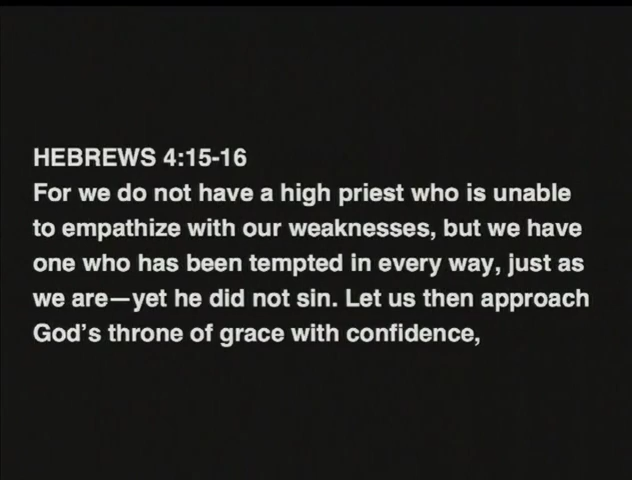 HEBREWS 4:15-16
For we do not have a high priest who is unable
to empathize with our weaknesses, but we have
one who has been tempted in every way, just as
we are—yet he did not sin. Let us then approach
God's throne of grace with confidence,